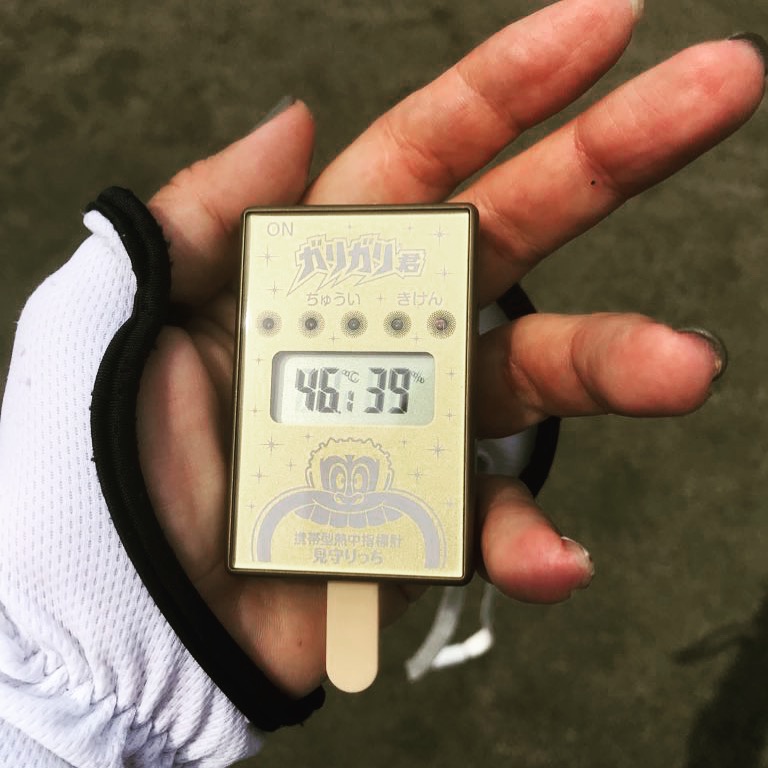 ON
ガリガリ君
ちゅうい きけん
46.1 ℃ 39 %
携帯型熱中指標計
見守りっち